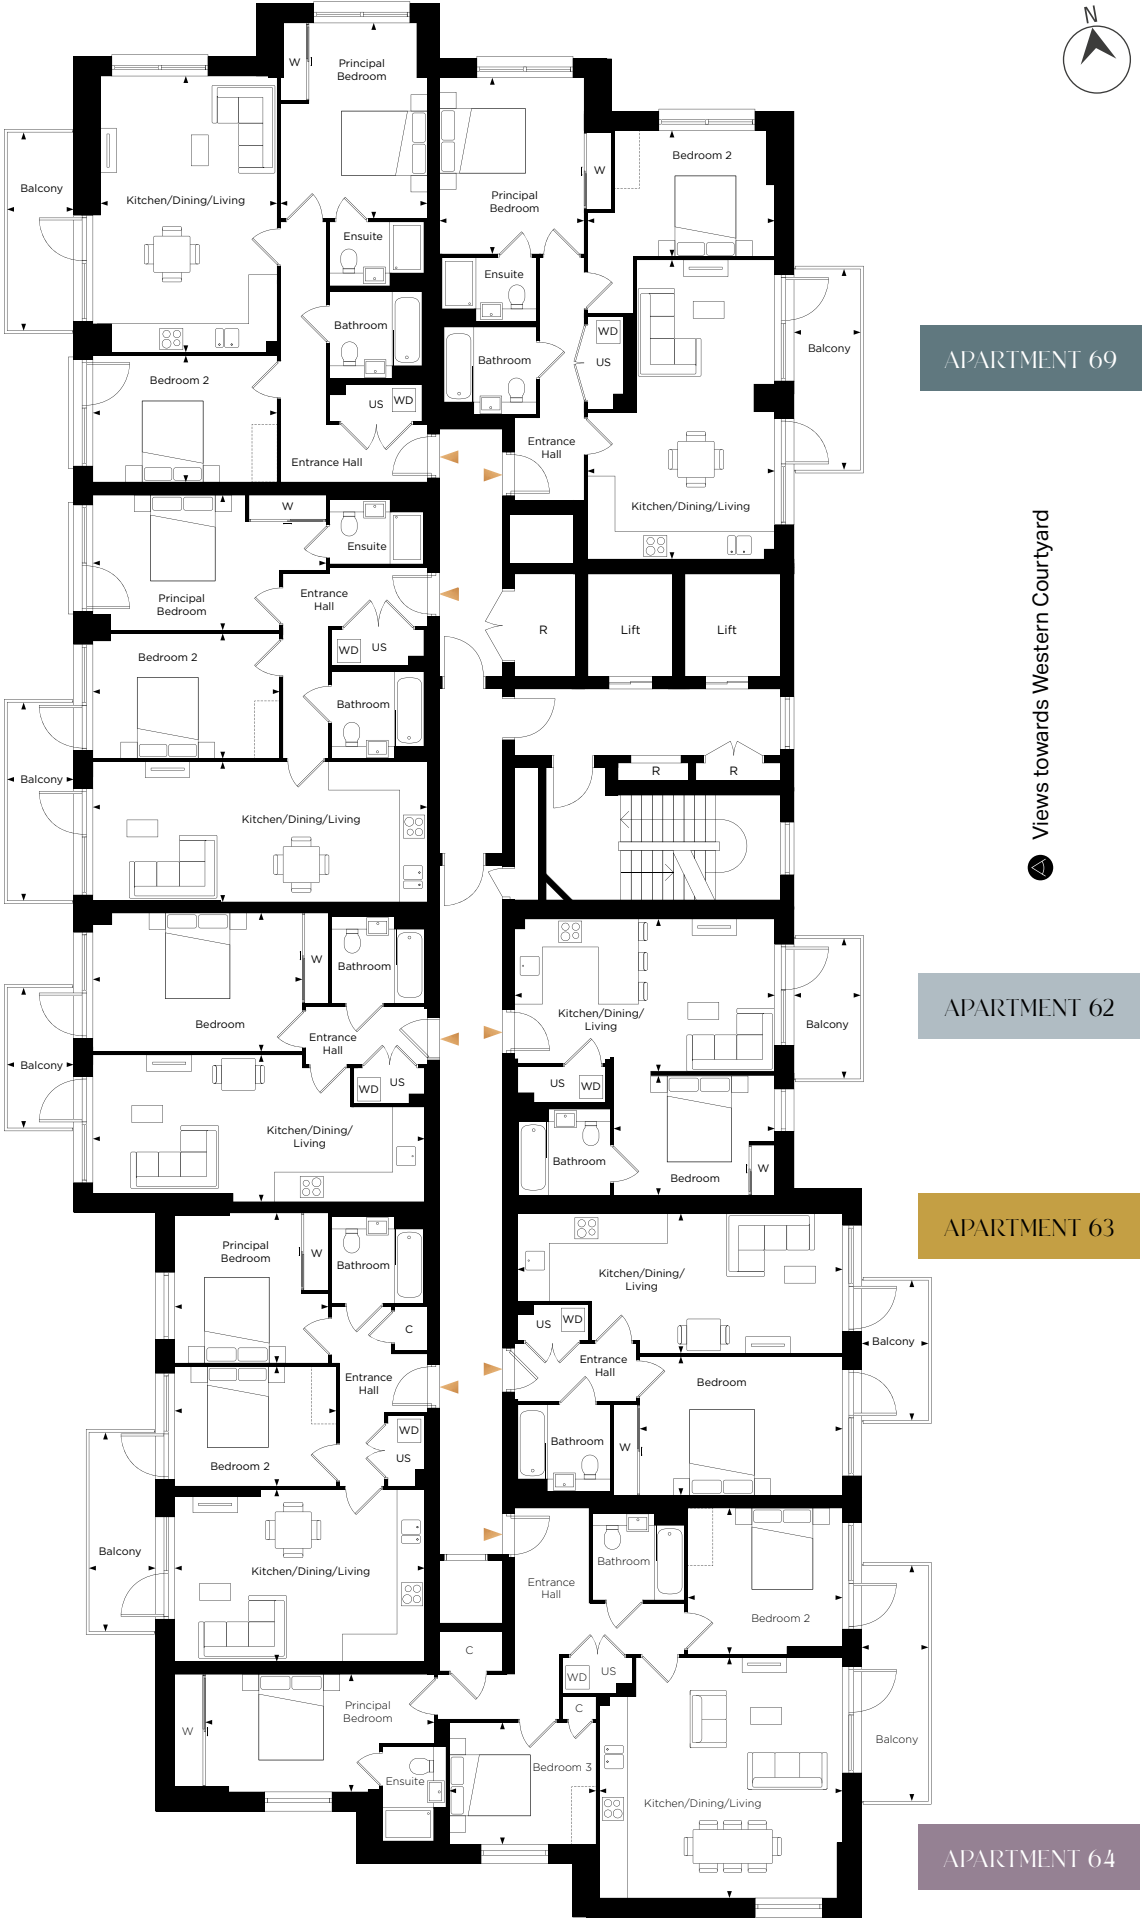 N
W
Principal
Bedroom
Balcony
Kitchen/Dining/Living
Ensuite
Bathroom
Bedroom 2
US
WD
Entrance Hall
Principal
Bedroom
W
Bedroom 2
Ensuite
Bathroom
WD
US
Balcony
Entrance
Hall
Kitchen/Dining/Living
APARTMENT 69
W
Ensuite
Principal
Bedroom
Entrance
Hall
WD
US
Bedroom 2
Bathroom
Balcony
Kitchen/Dining/Living
R
Lift
Lift
R
R
Views towards Western Courtyard
W
Bathroom
Bedroom
Entrance
Hall
Balcony
WD
US
Kitchen/Dining/
Living
Kitchen/Dining/
Living
Balcony
US
WD
Bathroom
Bedroom
W
APARTMENT 62
APARTMENT 63
Principal
Bedroom
W
Bathroom
C
Entrance
Hall
Bedroom 2
WD
US
Balcony
Kitchen/Dining/Living
Kitchen/Dining/
Living
US
WD
Entrance
Hall
Balcony
Bedroom
Bathroom
W
Entrance
Hall
Bathroom
Bedroom 2
C
WD
US
C
Principal
Bedroom
W
Ensuite
Bedroom 3
Balcony
Kitchen/Dining/Living
APARTMENT 64